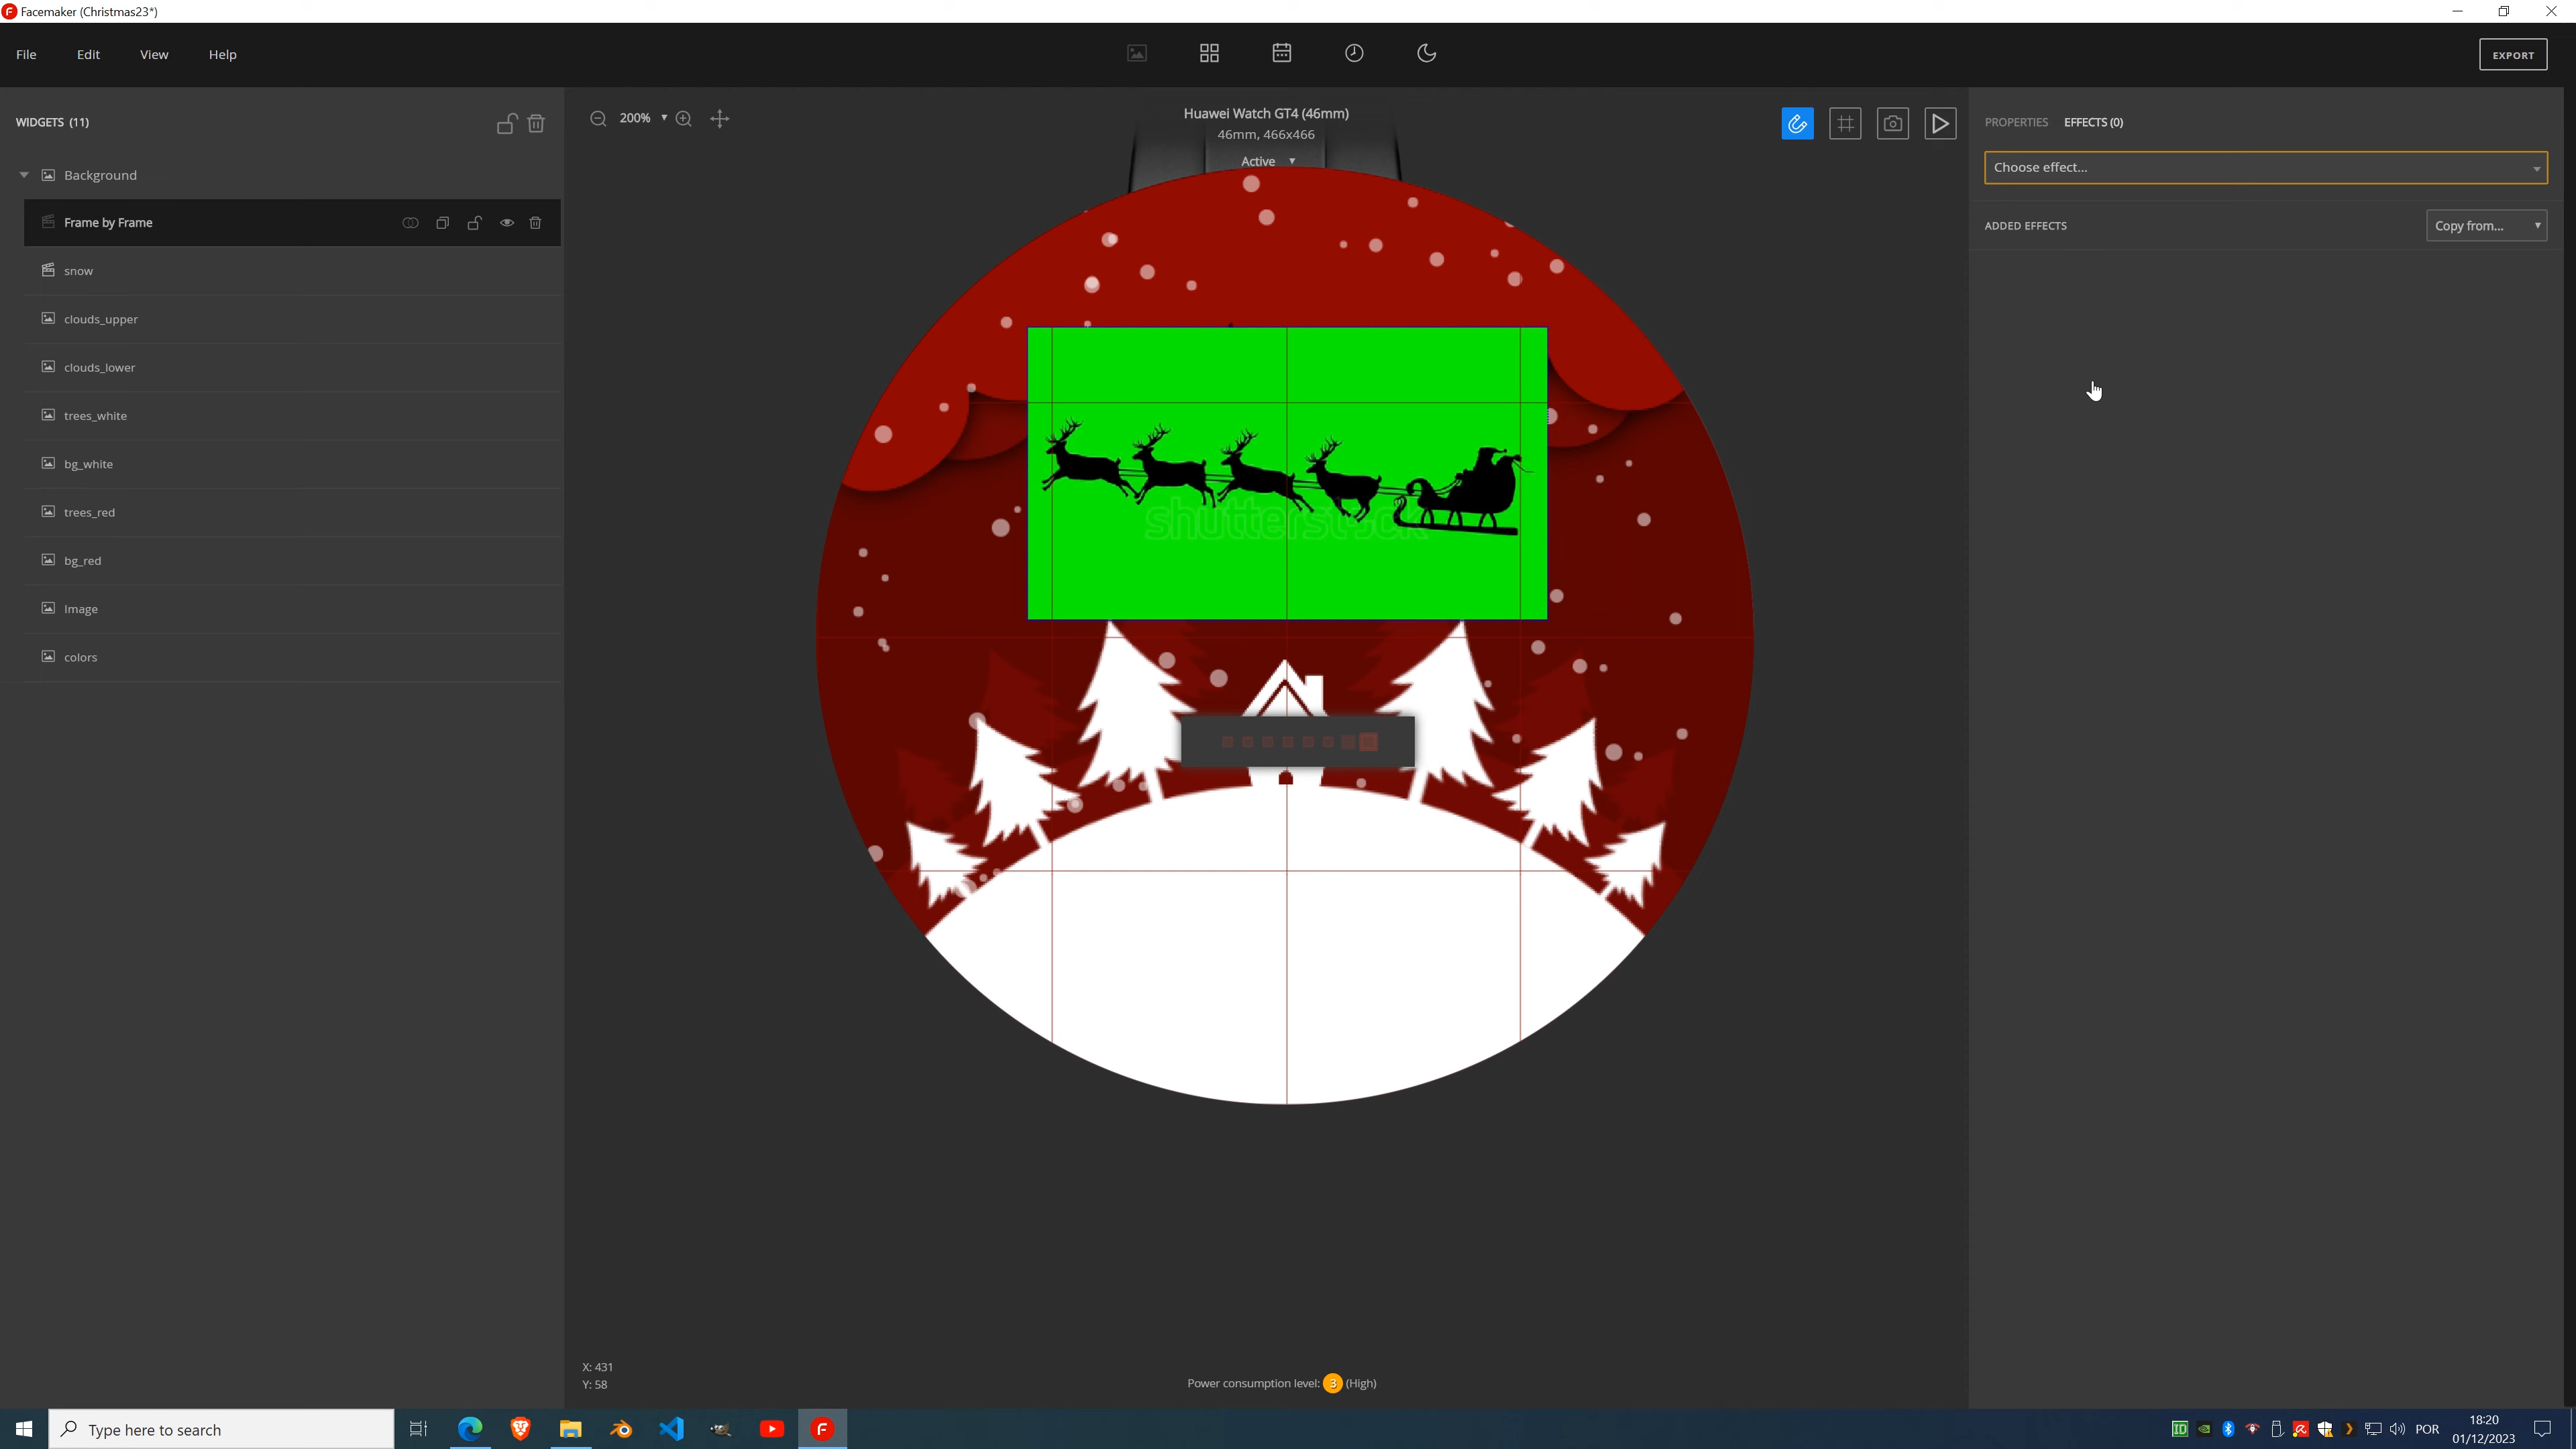 Facemaker (Christmas23*)
File
Edit
View
Help
EXPORT
WIDGETS (11)
200%
Huawei Watch GT4 (46mm)
46mm, 466x466
Active
PROPERTIES
EFFECTS (0)
Choose effect...
ADDED EFFECTS
Copy from...
Background
Frame by Frame
snow
clouds_upper
clouds_lower
trees_white
bg_white
trees_red
bg_red
Image
colors
shutterstock
X: 431
Y: 58
Power consumption level: 3 (High)
Type here to search
POR
18:20
01/12/2023